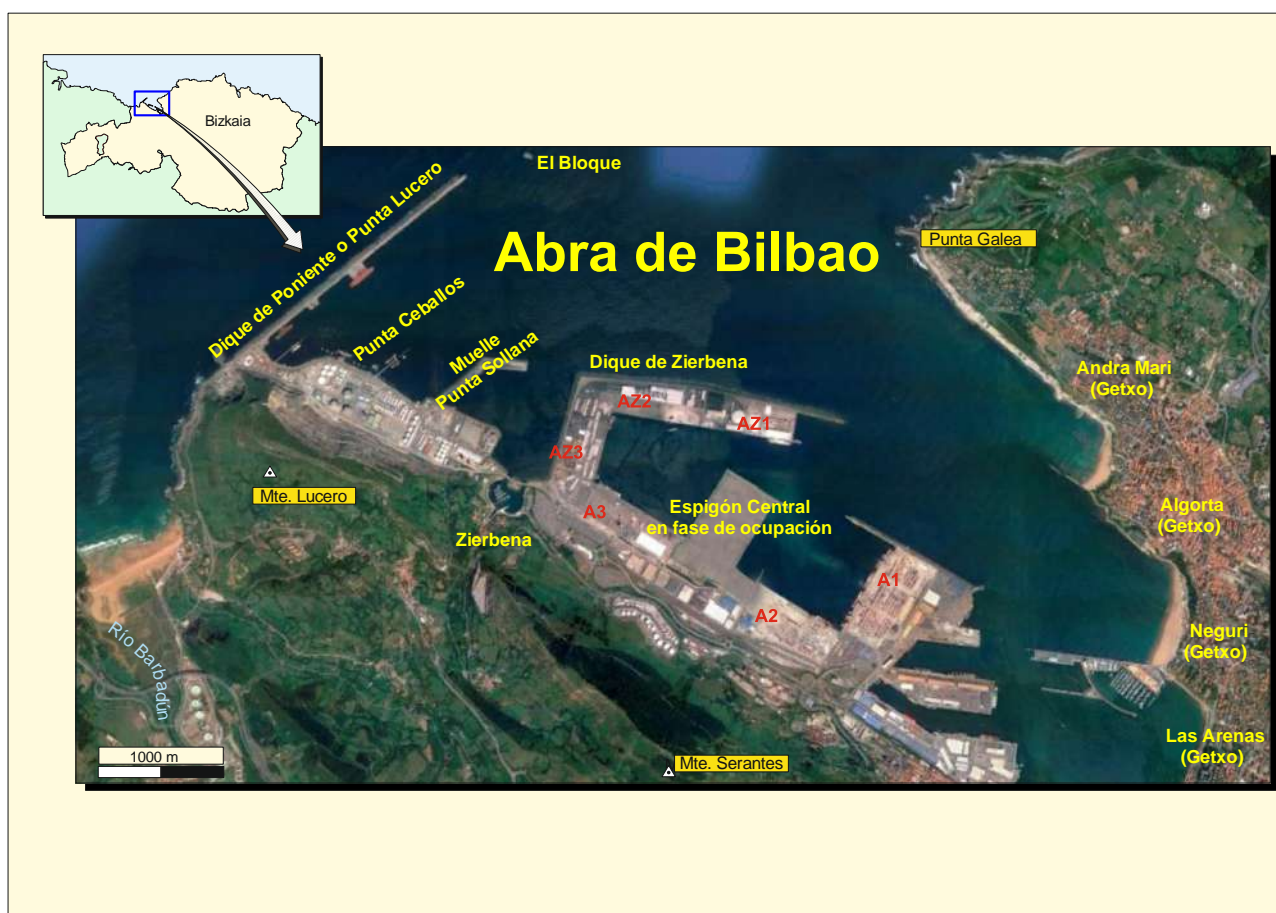 Bizkaia
El Bloque
Dique de Poniente o Punta Lucero
Abra de Bilbao
Punta Galea
Punta Ceballos
Muelle
Punta Sollana
Dique de Zierbena
Andra Mari
(Getxo)
AZ2
AZ1
AZ3
Mte. Lucero
A3
Espigón Central
en fase de ocupación
Algorta
(Getxo)
Zierbena
A1
A2
Río Barbadún
Neguri
(Getxo)
Las Arenas
(Getxo)
1000 m
Mte. Serantes